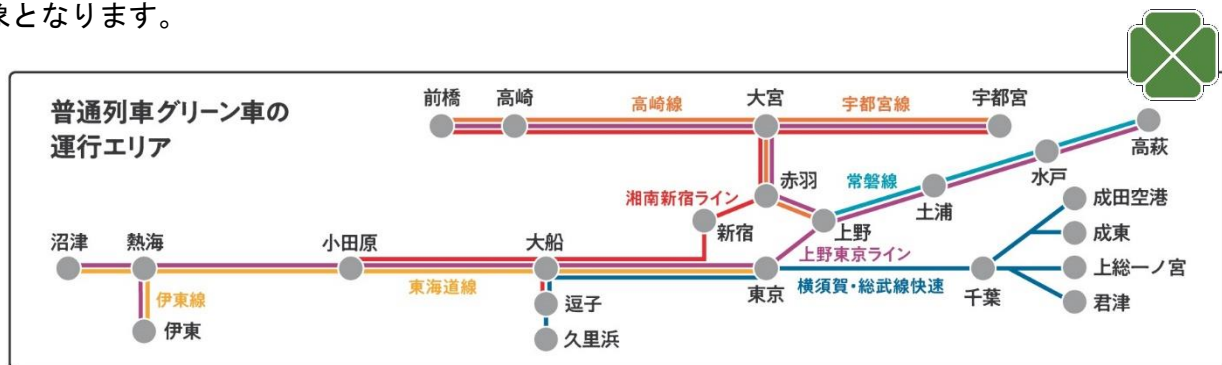 象となります。
普通列車グリーン車の
運行エリア
前橋
高崎
高崎線
大宮
宇都宮線
宇都宮
高萩
水戸
赤羽
常磐線
土浦
湘南新宿ライン
新宿
上野
成田空港
成東
沼津
熱海
小田原
大船
上野東京ライン
東京
横須賀・総武線快速
千葉
上総一ノ宮
君津
伊東線
東海道線
伊東
逗子
久里浜